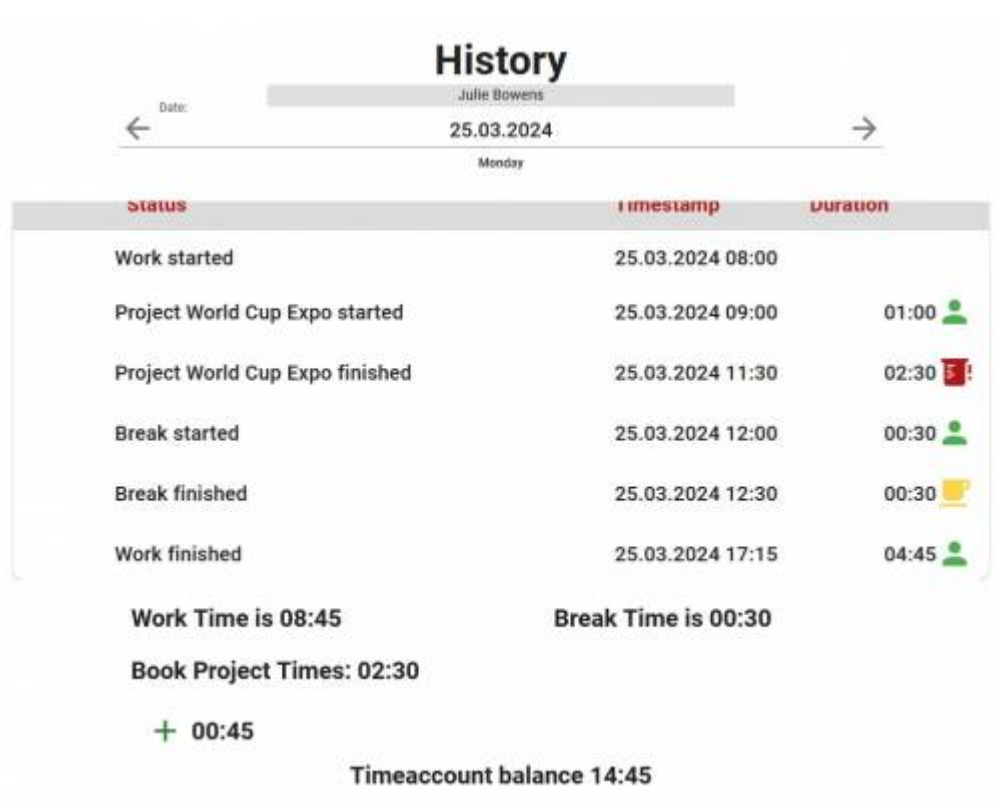 History
Julie Bowens
Date:
25.03.2024
Monday
Status Timestamp Duration
Work started 25.03.2024 08:00
Project World Cup Expo started 25.03.2024 09:00 01:00
Project World Cup Expo finished 25.03.2024 11:30 02:30
Break started 25.03.2024 12:00 00:30
Break finished 25.03.2024 12:30 00:30
Work finished 25.03.2024 17:15 04:45
Work Time is 08:45 Break Time is 00:30
Book Project Times: 02:30
+ 00:45
Timeaccount balance 14:45